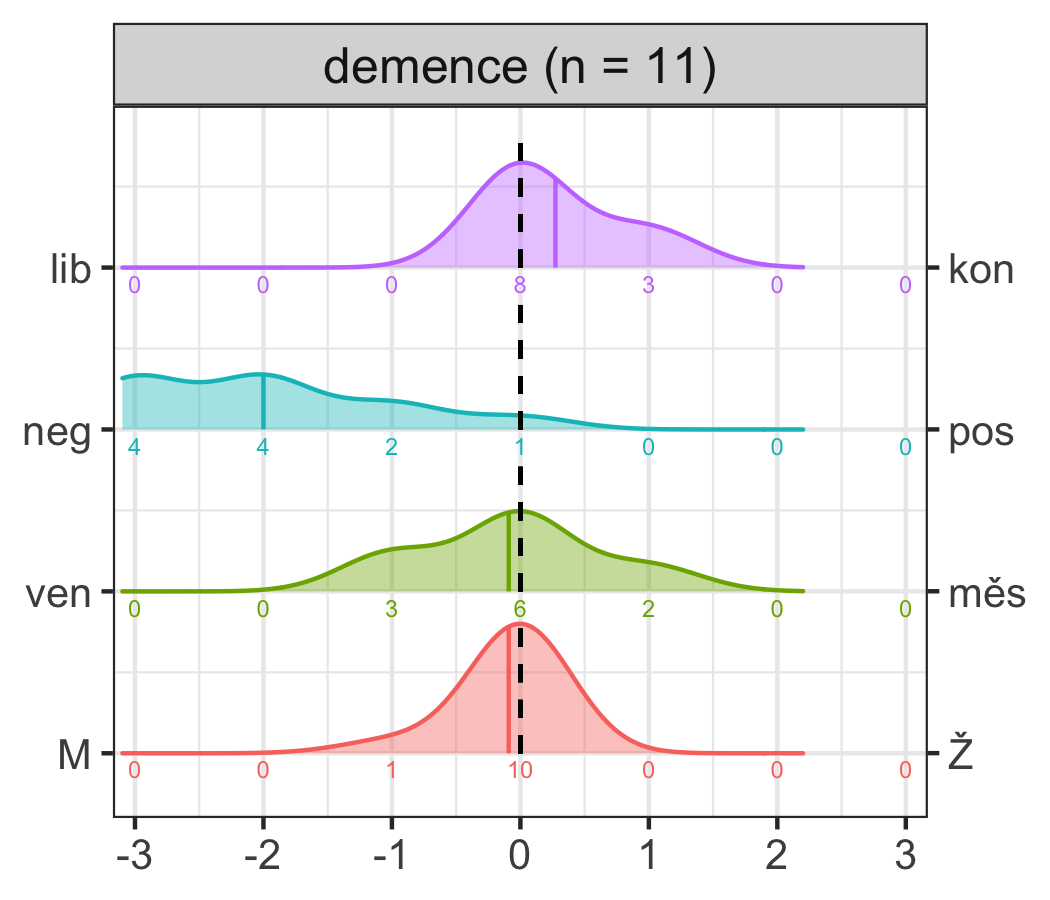 demence (n = 11)
lib kon
0 0 0 8 3 0 0
neg pos
4 4 2 1 0 0 0
ven měs
0 0 3 6 2 0 0
M Ž
0 0 1 10 0 0 0
-3 -2 -1 0 1 2 3